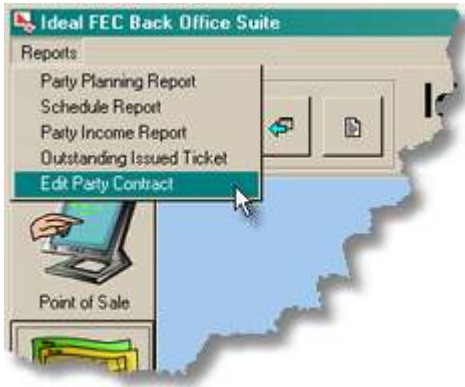 Ideal FEC Back Office Suite
Reports
Party Planning Report
Schedule Report
Party Income Report
Outstanding Issued Ticket
Edit Party Contract
Point of Sale